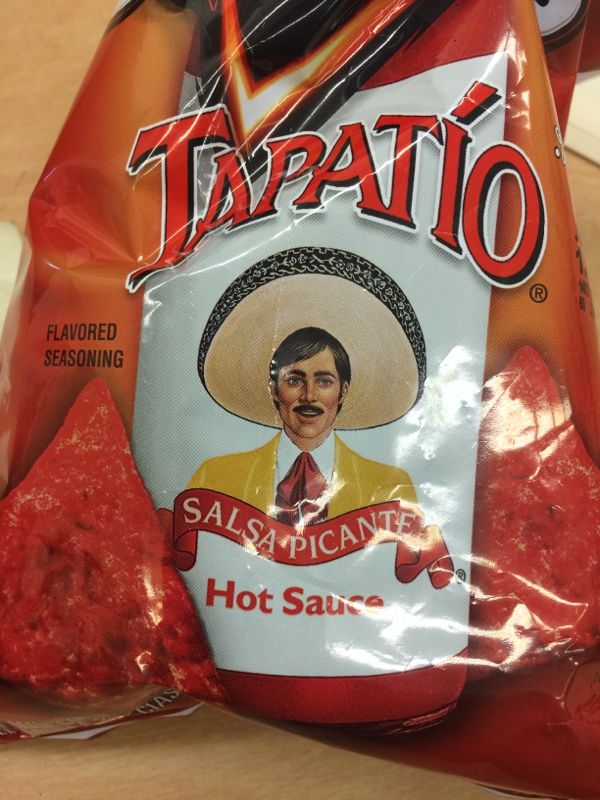 TAPATÍO
®
FLAVORED
SEASONING
SALSA PICANTE
®
Hot Sauce